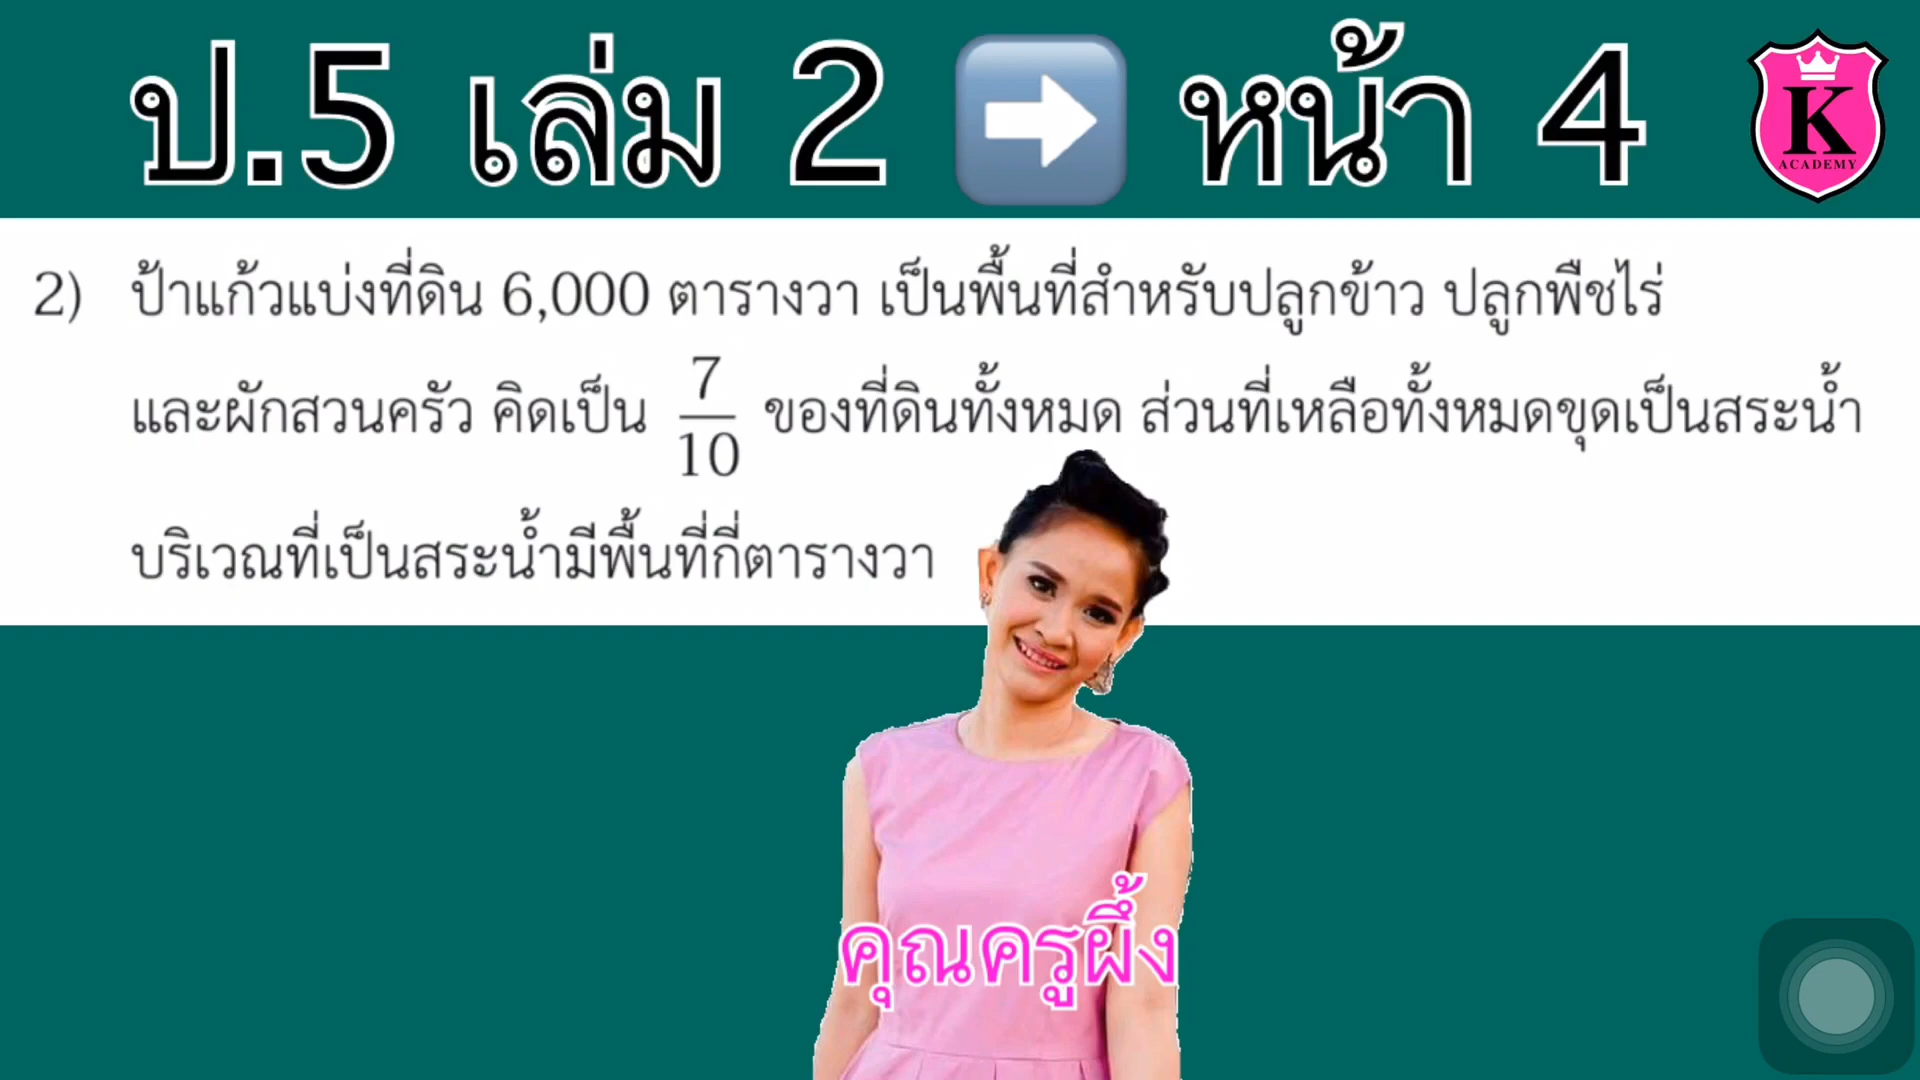 ป.5 เล่ม 2 ➡ หน้า 4
K
ACADEMY
2) ป้าแก้วแบ่งที่ดิน 6,000 ตารางวา เป็นพื้นที่สำหรับปลูกข้าว ปลูกพืชไร่
และผักสวนครัว คิดเป็น 7/10 ของที่ดินทั้งหมด ส่วนที่เหลือทั้งหมดขุดเป็นสระน้ำ
บริเวณที่เป็นสระน้ำมีพื้นที่กี่ตารางวา
คุณครูผึ้ง